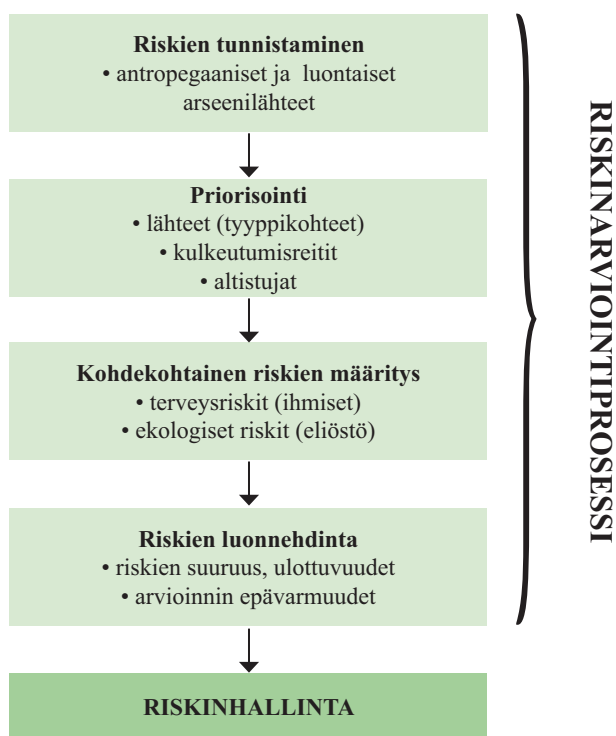 Riskien tunnistaminen
• antropegaaniset ja luontaiset
arseenilähteet
Priorisointi
• lähteet (tyyppikohteet)
• kulkeutumisreitit
• altistujat
Kohdekohtainen riskien määritys
• terveysriskit (ihmiset)
• ekologiset riskit (eliöstö)
Riskien luonnehdinta
• riskien suuruus, ulottuvuudet
• arvioinnin epävarmuudet
RISKINHALLINTA
RISKINARVIOINTIPROSESSI